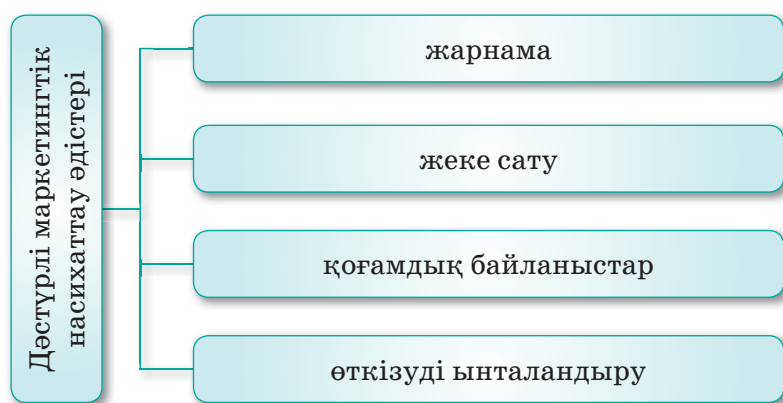 Дәстүрлі маркетингтік
насихаттау әдістері
жарнама
жеке сату
қоғамдық байланыстар
өткізуді ынталандыру